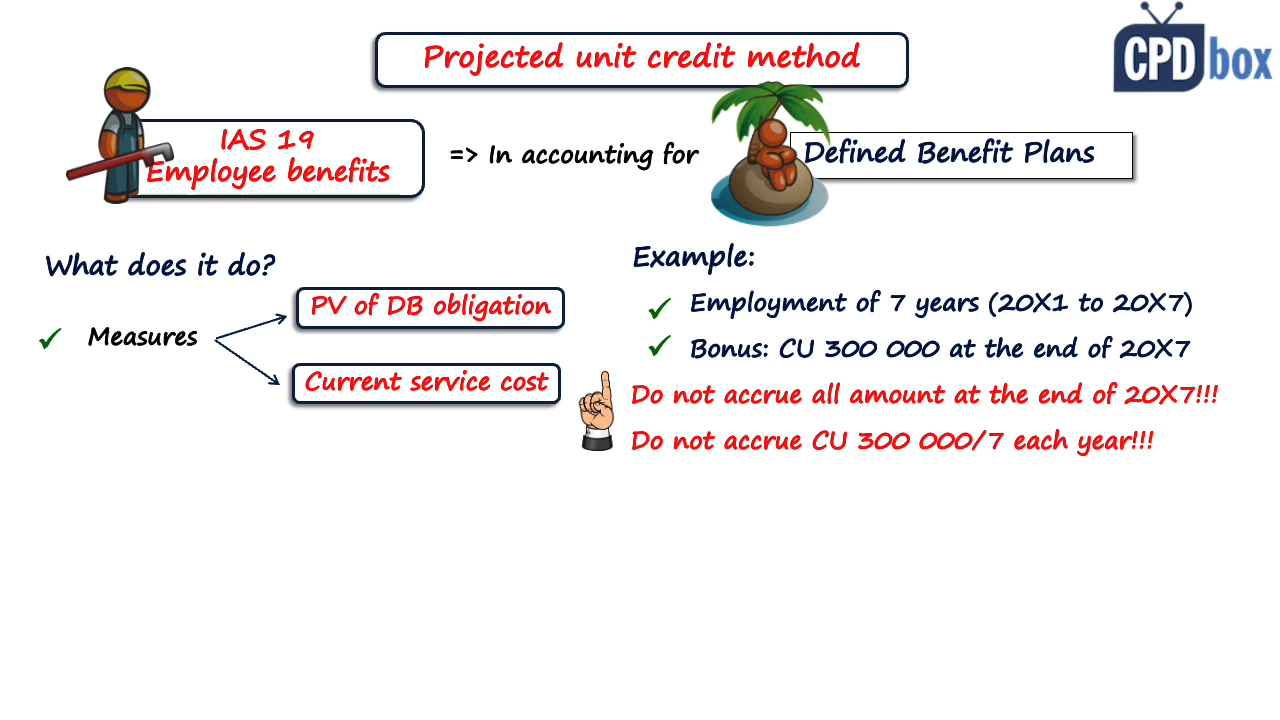 Projected unit credit method
CPD box
IAS 19
Employee benefits
=> In accounting for
Defined Benefit Plans
What does it do?
✓ Measures
PV of DB obligation
Current service cost
Example:
✓ Employment of 7 years (20X1 to 20X7)
✓ Bonus: CU 300 000 at the end of 20X7
Do not accrue all amount at the end of 20X7!!!
Do not accrue CU 300 000/7 each year!!!